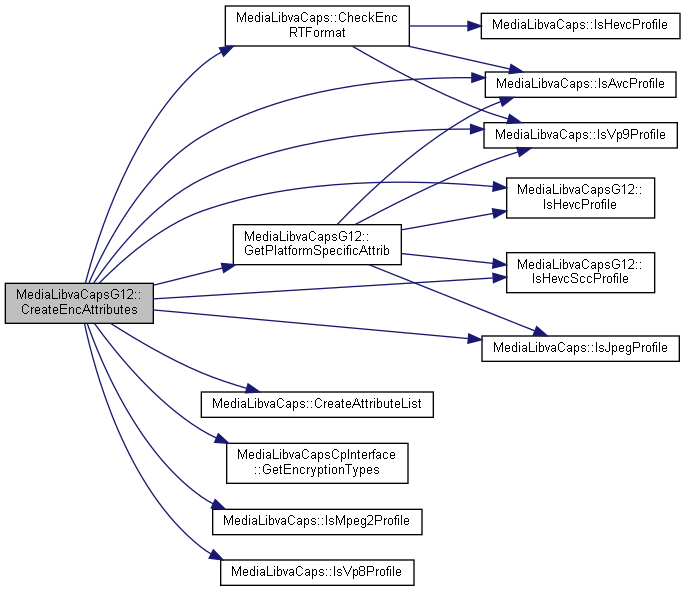 MediaLibvaCaps::CheckEnc
RTFormat
MediaLibvaCaps::IsHevcProfile
MediaLibvaCaps::IsAvcProfile
MediaLibvaCaps::IsVp9Profile
MediaLibvaCapsG12::
IsHevcProfile
MediaLibvaCapsG12::
GetPlatformSpecificAttrib
MediaLibvaCapsG12::
IsHevcSccProfile
MediaLibvaCapsG12::
CreateEncAttributes
MediaLibvaCaps::IsJpegProfile
MediaLibvaCaps::CreateAttributeList
MediaLibvaCapsCpInterface
::GetEncryptionTypes
MediaLibvaCaps::IsMpeg2Profile
MediaLibvaCaps::IsVp8Profile